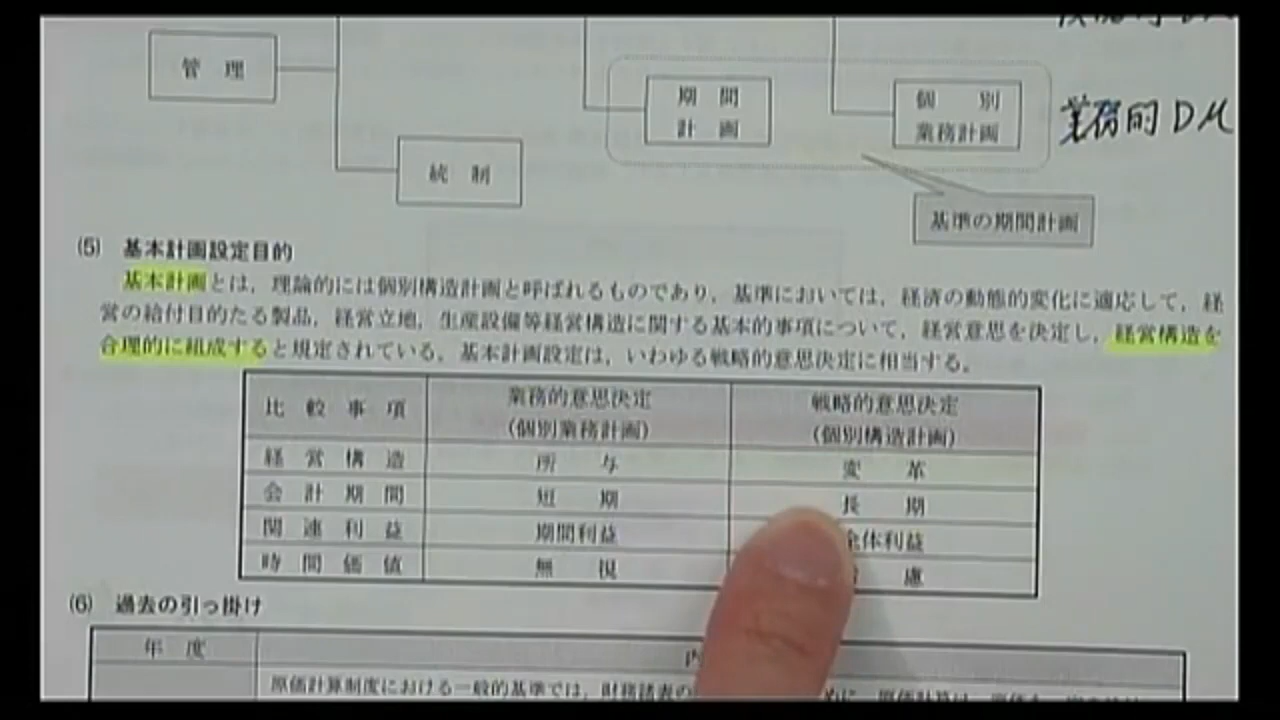 管 理
期 間
計 画
個 別
業務計画
業務的 DM
統 制
基準の期間計画
(5) 基本計画設定目的
基本計画とは，理論的には個別構造計画と呼ばれるものであり，基準においては，経済の動態的変化に適応して，経
営の給付目的たる製品，経営立地，生産設備等経営構造に関する基本的事項について，経営意思を決定し，経営構造を
合理的に組成すると規定されている。基本計画設定は，いわゆる戦略的意思決定に相当する。
比 較 事 項 業務的意思決定 戦略的意思決定
(個別業務計画) (個別構造計画)
経 営 構 造 所 与 変 革
会 計 期 間 短 期 長 期
関 連 利 益 期間利益 全体利益
時 間 価 値 無 視 慮
(6) 過去の引っ掛け
年 度 内
原価計算制度における一般的基準では，財務諸表の